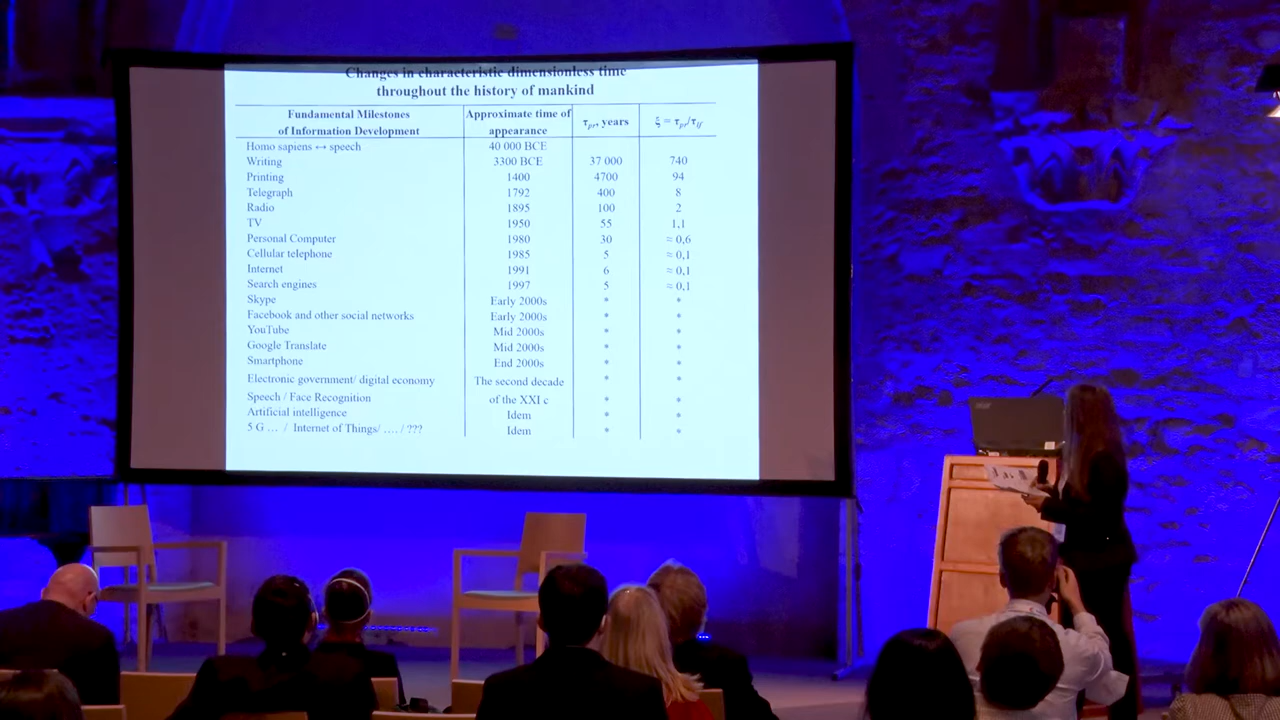 Changes in characteristic dimensionless time
throughout the history of mankind
Fundamental Milestones of Information Development | Approximate time of appearance | τpr, years | ξ = τpr/τlf
Homo sapiens ↔ speech 40 000 BCE
Writing 3300 BCE 37 000 740
Printing 1400 4700 94
Telegraph 1792 400 8
Radio 1895 100 2
TV 1950 55 1,1
Personal Computer 1980 30 ≈ 0,6
Cellular telephone 1985 5 ≈ 0,1
Internet 1991 6 ≈ 0,1
Search engines 1997 5 ≈ 0,1
Skype Early 2000s * *
Facebook and other social networks Early 2000s * *
YouTube Mid 2000s * *
Google Translate Mid 2000s * *
Smartphone End 2000s * *
Electronic government/ digital economy The second decade * *
Speech / Face Recognition of the XXI c * *
Artificial intelligence Idem * *
5 G ... / Internet of Things/ .... / ??? Idem * *